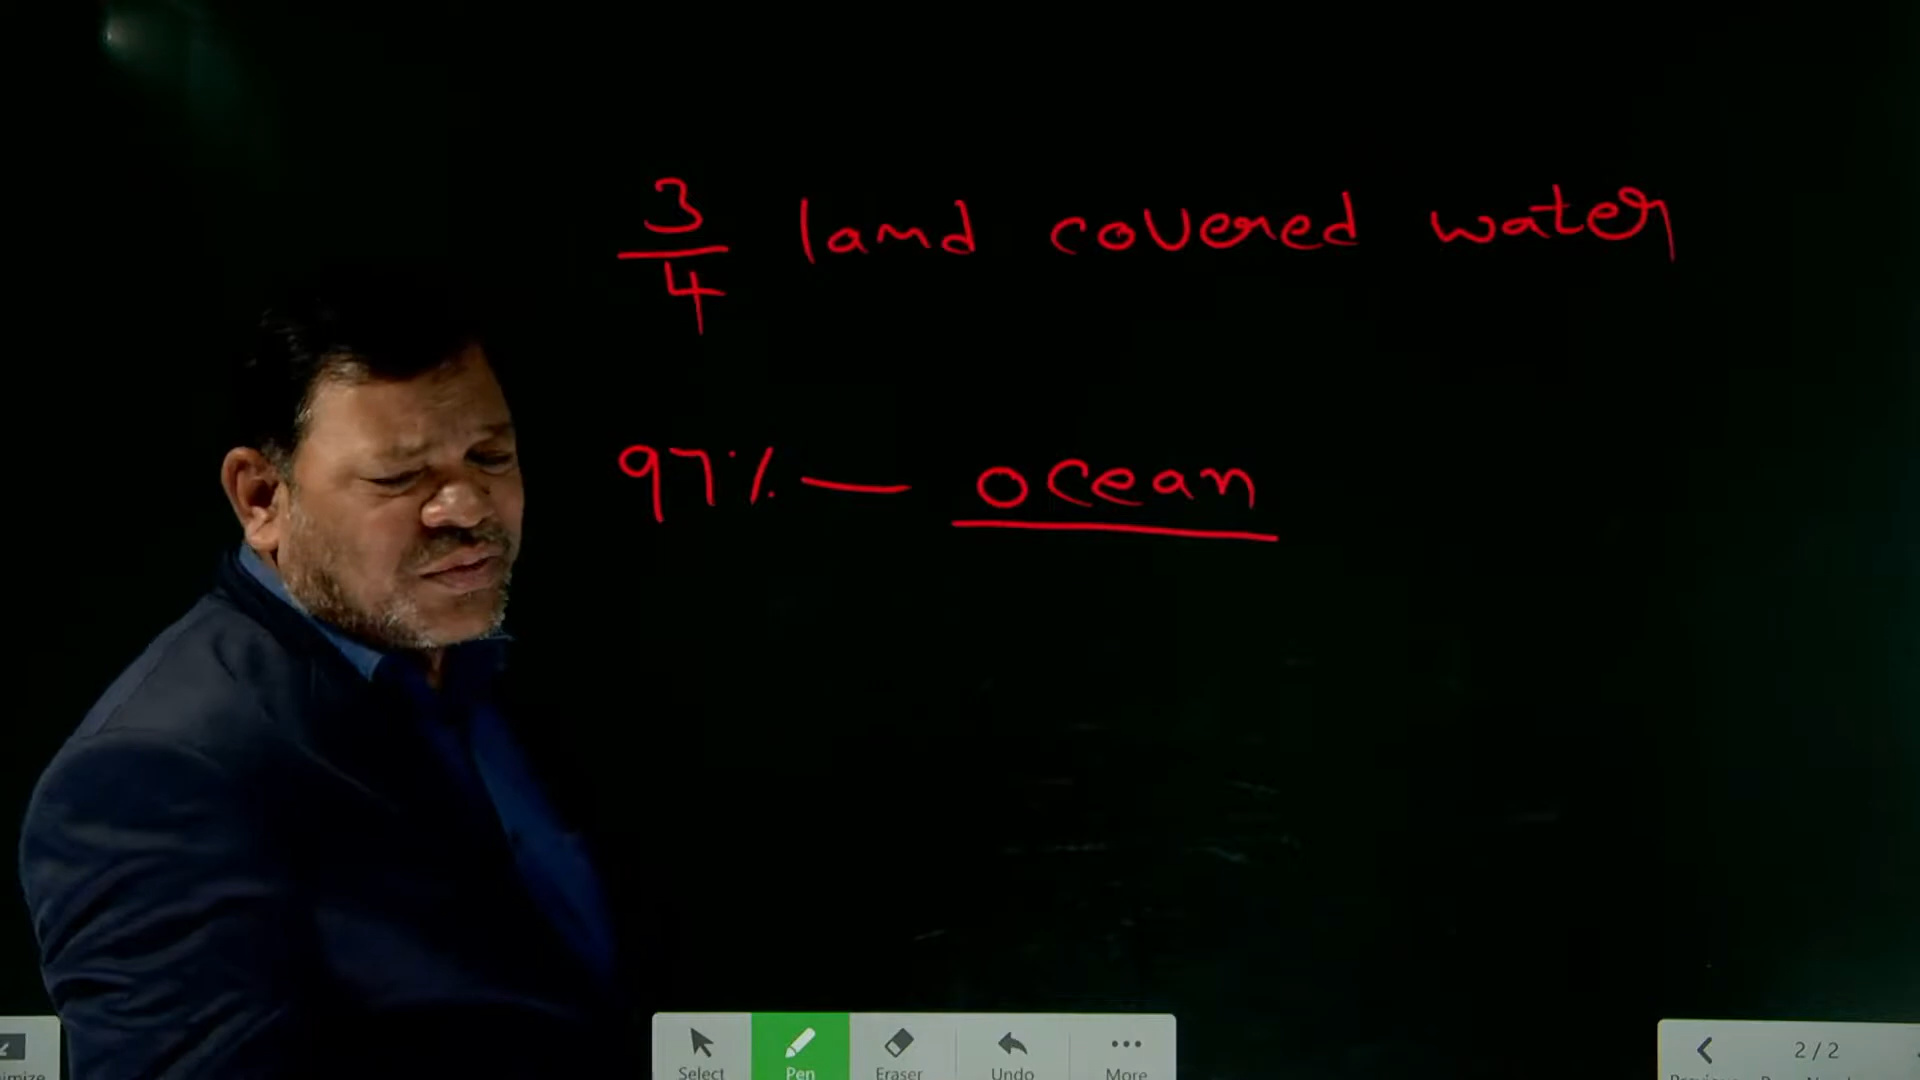 3/4 land covered water
97% — ocean
Select Pen Eraser Undo More
2 / 2